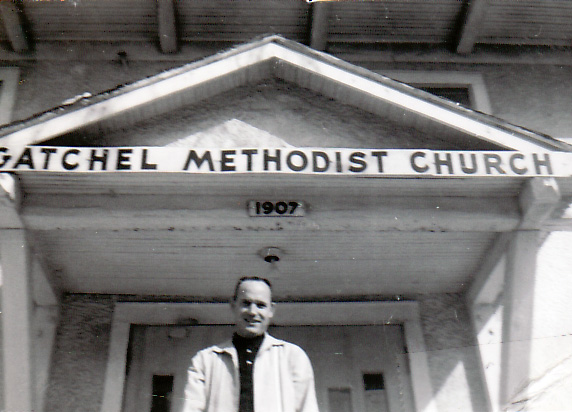 GATCHEL METHODIST CHURCH
1907